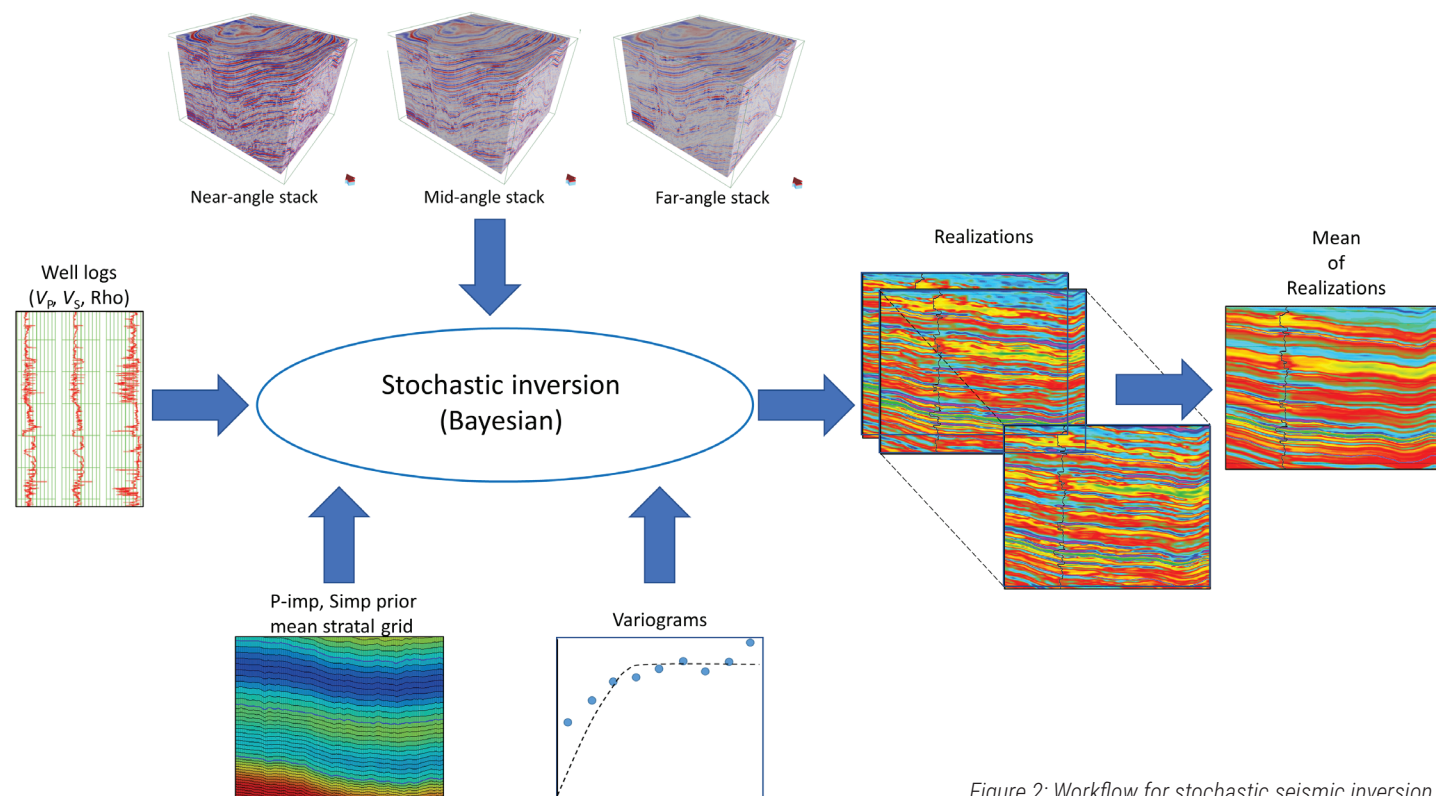 Near-angle stack
Mid-angle stack
Far-angle stack
Well logs
(VP, VS, Rho)
Stochastic inversion
(Bayesian)
Realizations
Mean
of
Realizations
P-imp, Simp prior
mean stratal grid
Variograms
Figure 2: Workflow for stochastic seismic inversion